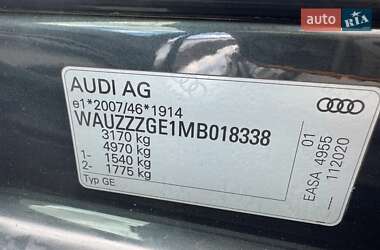 auto RIA
AUDI AG
e1*2007/46*1914
WAUZZZGE1MB018338
3170 kg
4970 kg
1- 1540 kg
2- 1775 kg
Typ GE
EASA 4955 01
112020